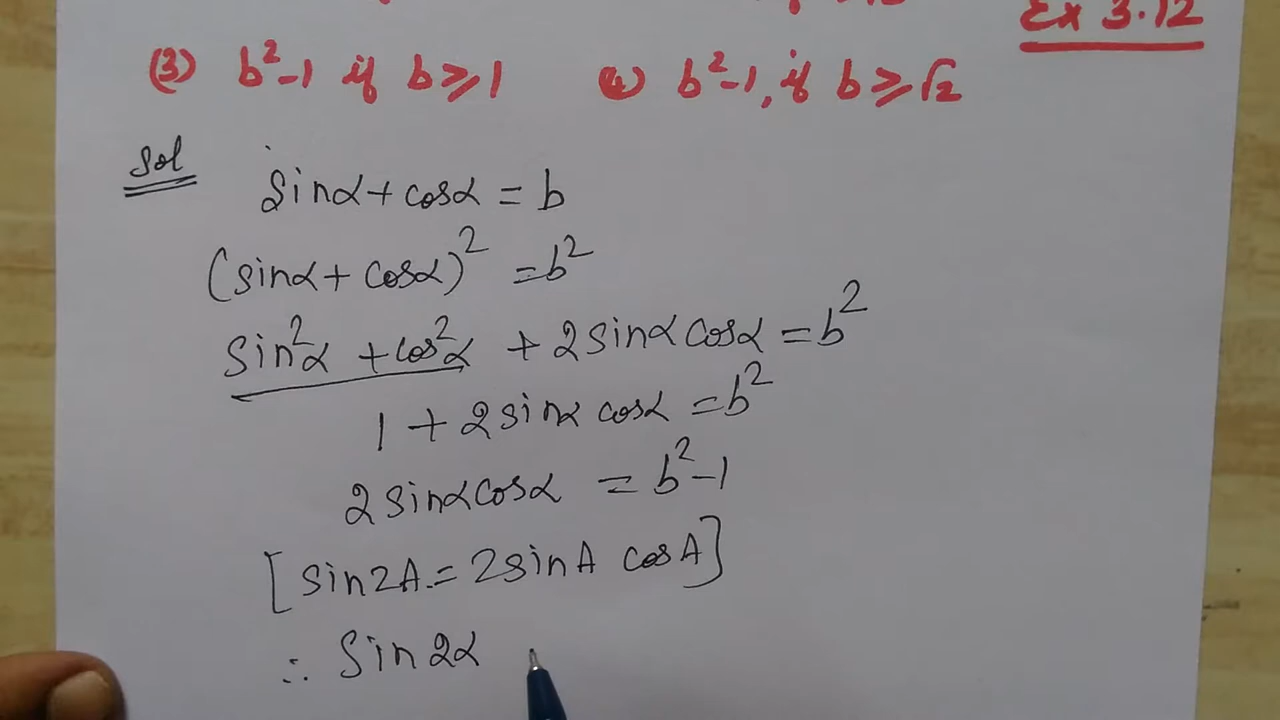 Ex 3.12
(3) b²-1 if b≥1 (4) b²-1, if b≥√2
Sol
Sinα+cosα = b
(sinα+cosα)² =b²
Sin²α +cos²α +2sinα cosα =b²
1+2sinα cosα =b²
2sinαcosα =b²-1
[sin2A=2sinA cosA]
∴ Sin2α